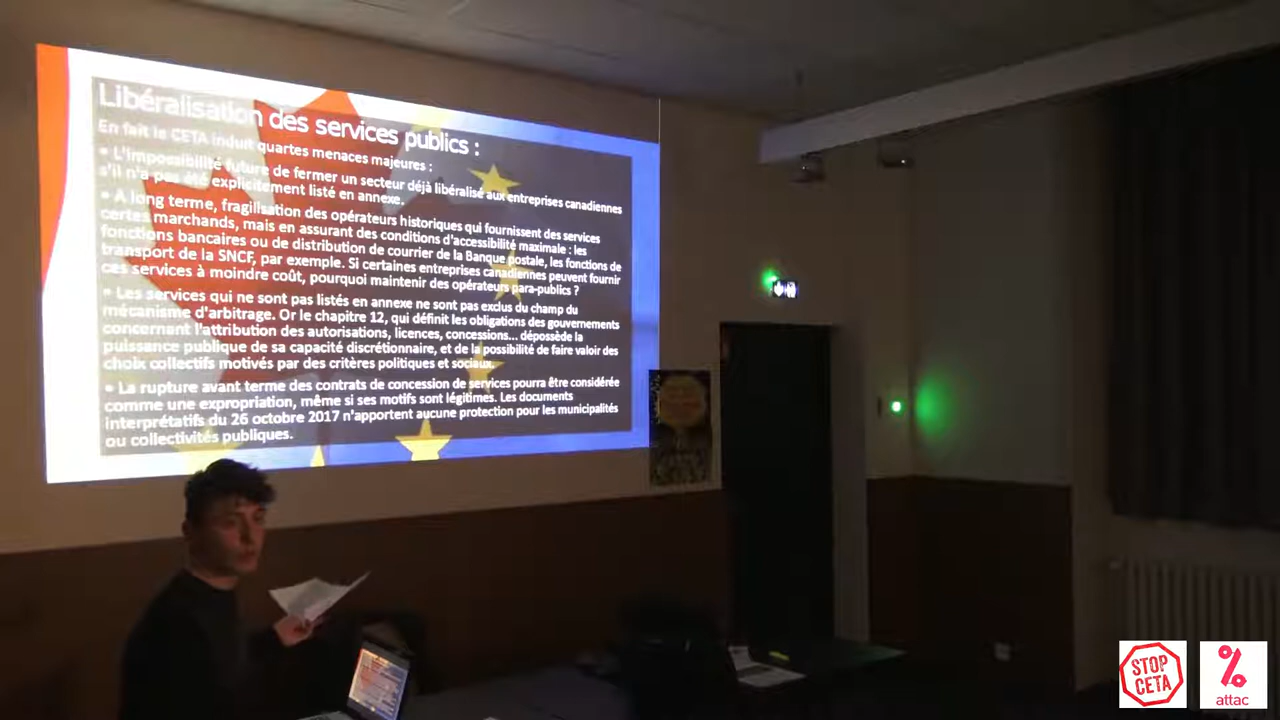 Libéralisation des services publics :
En fait le CETA induit quartes menaces majeures :
• L'impossibilité future de fermer un secteur déjà libéralisé aux entreprises canadiennes
s'il n'a pas été explicitement listé en annexe.
• A long terme, fragilisation des opérateurs historiques qui fournissent des services
certes marchands, mais en assurant des conditions d'accessibilité maximale : les
fonctions bancaires ou de distribution de courrier de la Banque postale, les fonctions de
transport de la SNCF, par exemple. Si certaines entreprises canadiennes peuvent fournir
ces services à moindre coût, pourquoi maintenir des opérateurs para-publics ?
• Les services qui ne sont pas listés en annexe ne sont pas exclus du champ du
mécanisme d'arbitrage. Or le chapitre 12, qui définit les obligations des gouvernements
concernant l'attribution des autorisations, licences, concessions... dépossède la
puissance publique de sa capacité discrétionnaire, et de la possibilité de faire valoir des
choix collectifs motivés par des critères politiques et sociaux.
• La rupture avant terme des contrats de concession de services pourra être considérée
comme une expropriation, même si ses motifs sont légitimes. Les documents
interprétatifs du 26 octobre 2017 n'apportent aucune protection pour les municipalités
ou collectivités publiques.
STOP
CETA
%
attac